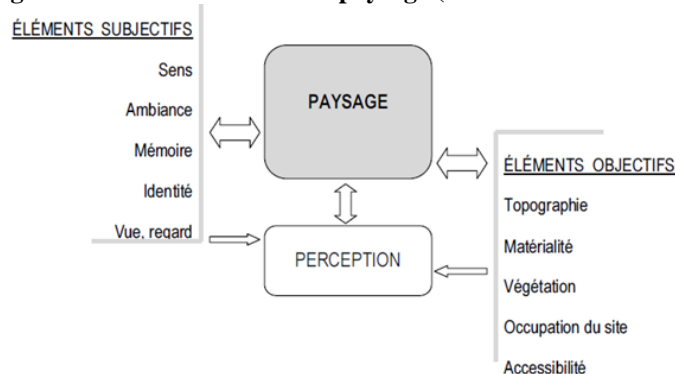 ÉLÉMENTS SUBJECTIFS
Sens
Ambiance
Mémoire
Identité
Vue, regard
PAYSAGE
PERCEPTION
ÉLÉMENTS OBJECTIFS
Topographie
Matérialité
Végétation
Occupation du site
Accessibilité